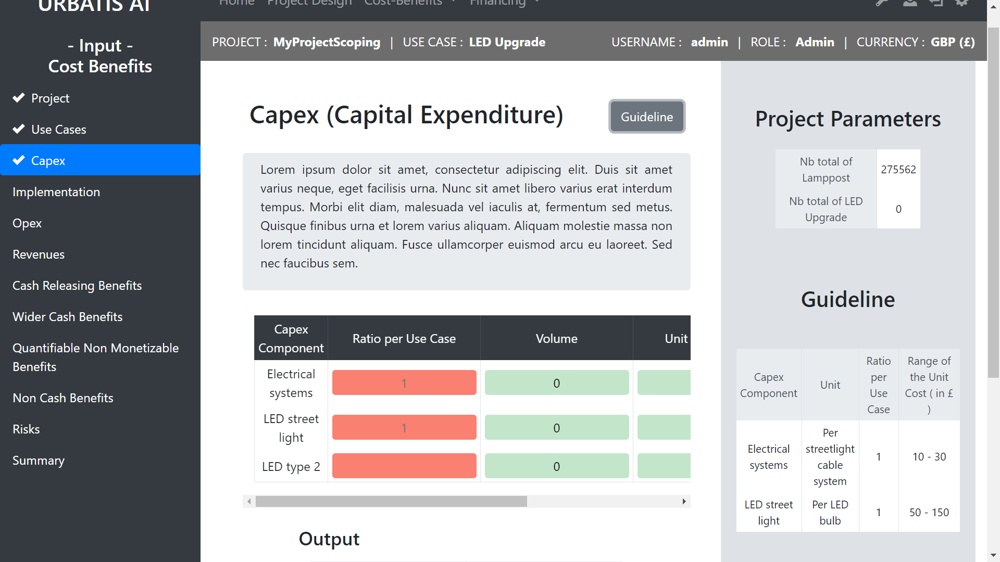 URBATIS AI
Home Project Design Cost-Benefits Financing
- Input -
Cost Benefits
Project
Use Cases
Capex
Implementation
Opex
Revenues
Cash Releasing Benefits
Wider Cash Benefits
Quantifiable Non Monetizable
Benefits
Non Cash Benefits
Risks
Summary
PROJECT : MyProjectScoping | USE CASE : LED Upgrade USERNAME : admin | ROLE : Admin | CURRENCY : GBP (£)
Capex (Capital Expenditure)
Guideline
Lorem ipsum dolor sit amet, consectetur adipiscing elit. Duis sit amet
varius neque, eget facilisis urna. Nunc sit amet libero varius erat interdum
tempus. Morbi elit diam, malesuada vel iaculis at, fermentum sed metus.
Quisque finibus urna et lorem varius aliquam. Aliquam molestie massa non
lorem tincidunt aliquam. Fusce ullamcorper euismod arcu eu laoreet. Sed
nec faucibus sem.
Capex
Component
Ratio per Use Case
Volume
Unit
Electrical
systems
1
0
LED street
light
1
0
LED type 2
0
Output
Project Parameters
Nb total of
Lamppost
275562
Nb total of LED
Upgrade
0
Guideline
Capex
Component
Unit
Ratio
per
Use
Case
Range of
the Unit
Cost ( in £
)
Electrical
systems
Per
streetlight
cable
system
1
10 - 30
LED street
light
Per LED
bulb
1
50 - 150